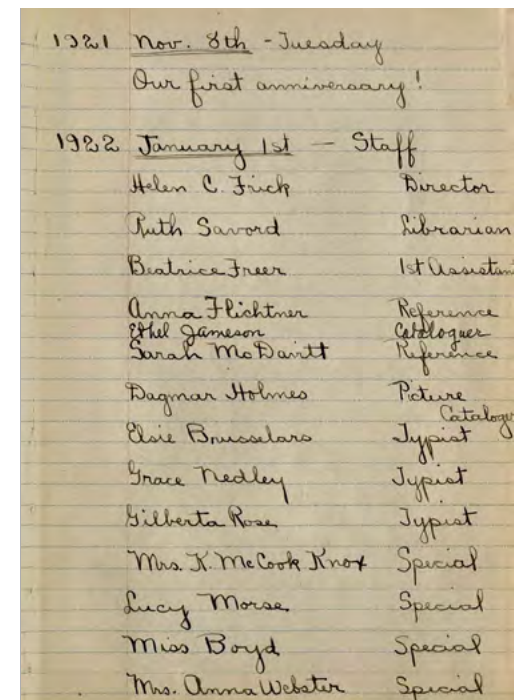 1921 Nov. 8th - Tuesday
Our first anniversary!
1922 January 1st — Staff
Helen C. Frick Director
Ruth Savord Librarian
Beatrice Freer 1st Assistan
Anna Flichtner Reference
Ethel Jameson Cataloguer
Sarah McDavitt Reference
Dagmar Holmes Picture
Catalogu
Elsie Brusselars Typist
Grace Nedley Typist
Gilberta Rose Typist
Mrs. K. McCook Knox Special
Lucy Morse Special
Miss Boyd Special
Mrs. Anna Webster Special